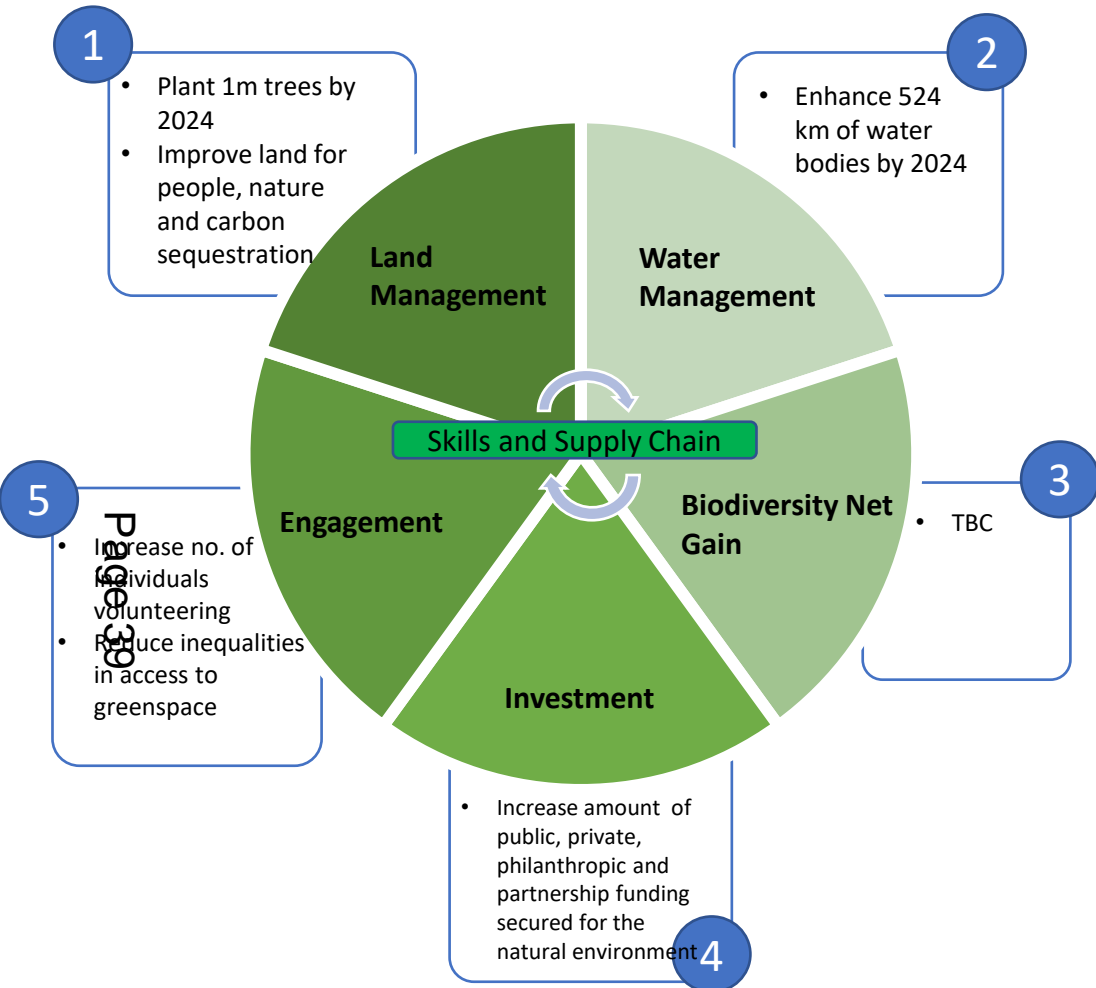 1
• Plant 1m trees by
2024
• Improve land for
people, nature
and carbon
sequestration
2
• Enhance 524
km of water
bodies by 2024
Land
Management
Water
Management
Skills and Supply Chain
Biodiversity Net
Gain
Engagement
Investment
3
• TBC
5
• Increase no. of
individuals
volunteering
• Reduce inequalities
in access to
greenspace
Page 39
• Increase amount of
public, private,
philanthropic and
partnership funding
secured for the
natural environment
4